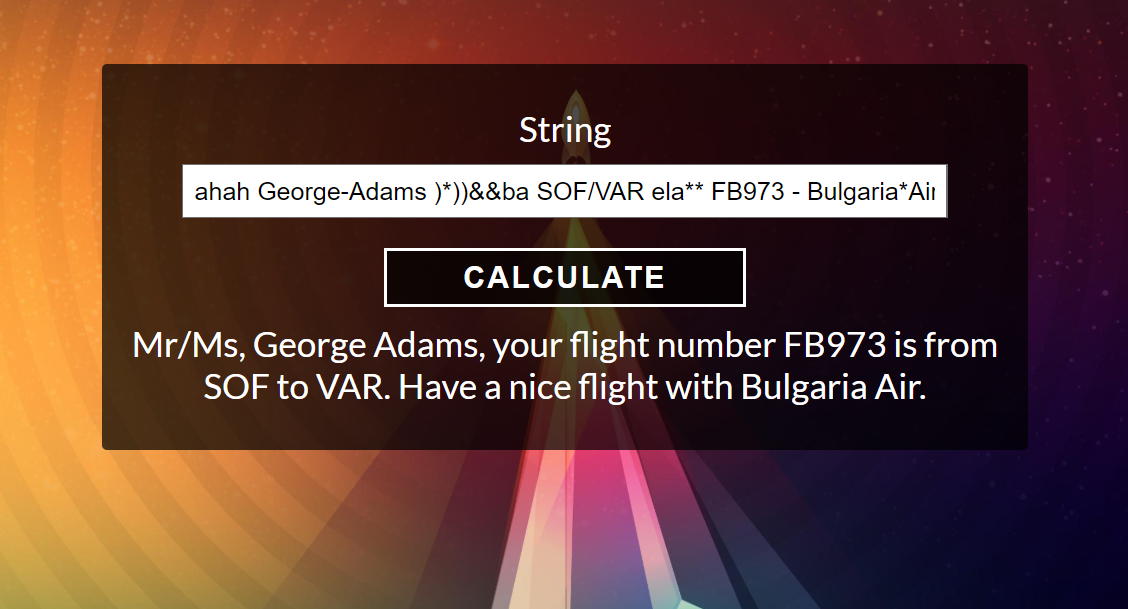 String
ahah George-Adams )*))&&ba SOF/VAR ela** FB973 - Bulgaria*Air
CALCULATE
Mr/Ms, George Adams, your flight number FB973 is from
SOF to VAR. Have a nice flight with Bulgaria Air.